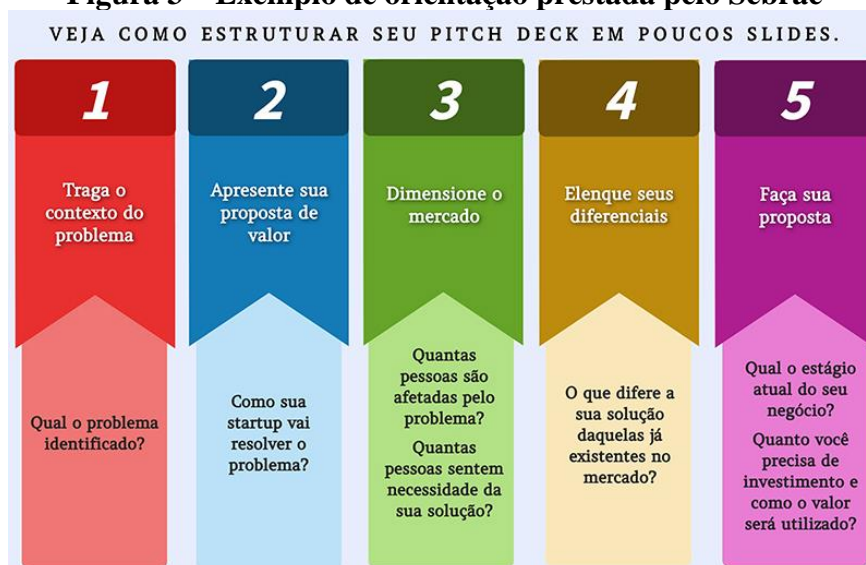 Figura 3 – Exemplo de orientação prestada pelo Sebrae
VEJA COMO ESTRUTURAR SEU PITCH DECK EM POUCOS SLIDES.
1
Traga o
contexto do
problema
Qual o problema
identificado?
2
Apresente sua
proposta de
valor
Como sua
startup vai
resolver o
problema?
3
Dimensione o
mercado
Quantas
pessoas são
afetadas pelo
problema?
Quantas
pessoas sentem
necessidade da
sua solução?
4
Elenque seus
diferenciais
O que difere a
sua solução
daquelas já
existentes no
mercado?
5
Faça sua
proposta
Qual o estágio
atual do seu
negócio?
Quanto você
precisa de
investimento e
como o valor
será utilizado?